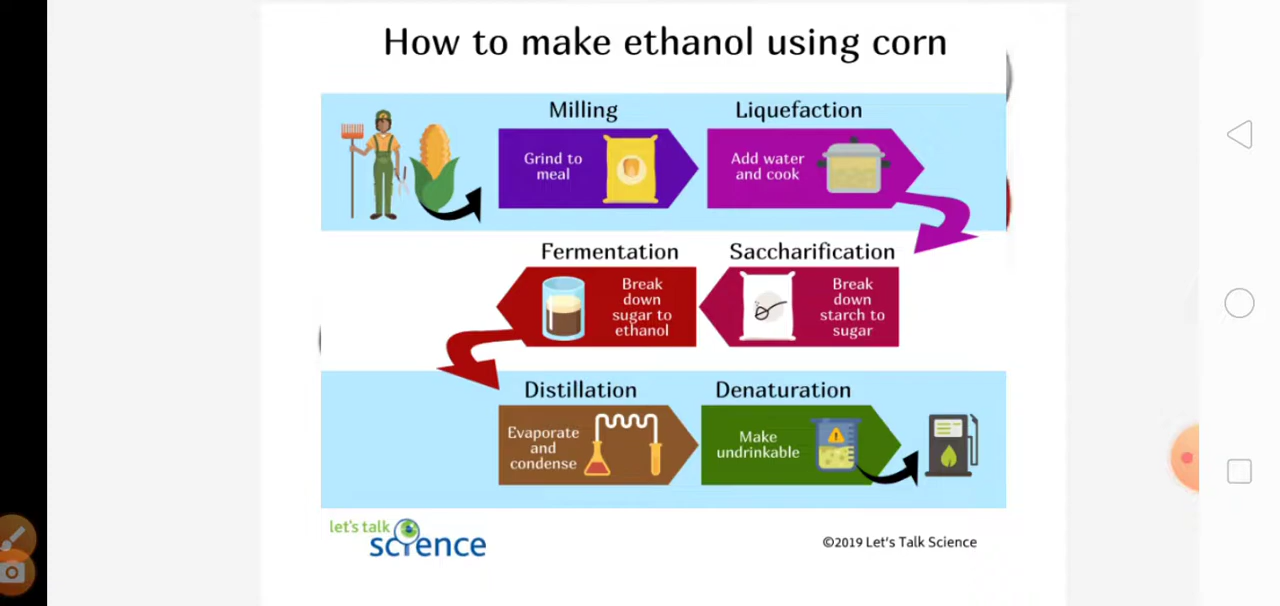 How to make ethanol using corn
Milling
Grind to
meal
Liquefaction
Add water
and cook
Saccharification
Break
down
starch to
sugar
Fermentation
Break
down
sugar to
ethanol
Distillation
Evaporate
and
condense
Denaturation
Make
undrinkable
let's talk
science
©2019 Let's Talk Science